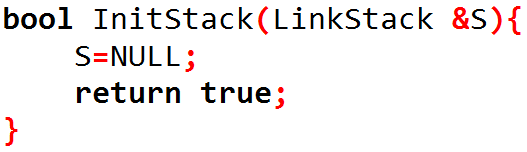 bool InitStack(LinkStack &S){
    S=NULL;
    return true;
}